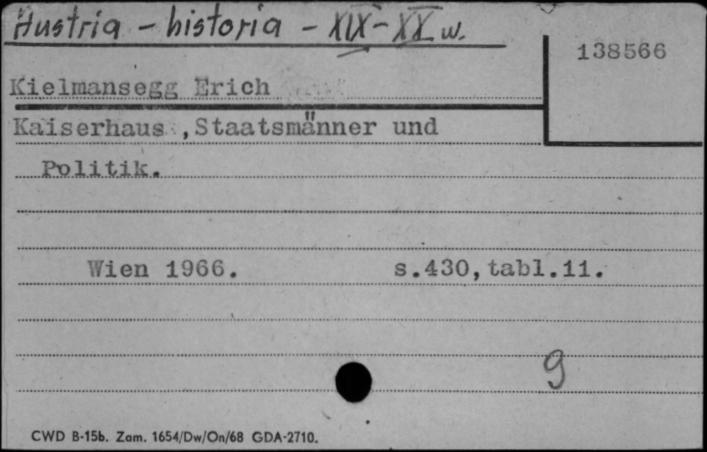 Austria - historia - XIX-XX w.
138566
Kielmansegg Erich
Kaiserhaus ,Staatsmänner und
Politik.
Wien 1966. s.430,tabl.11.
9
CWD B-15b. Zam. 1654/Dw/On/68 GDA-2710.